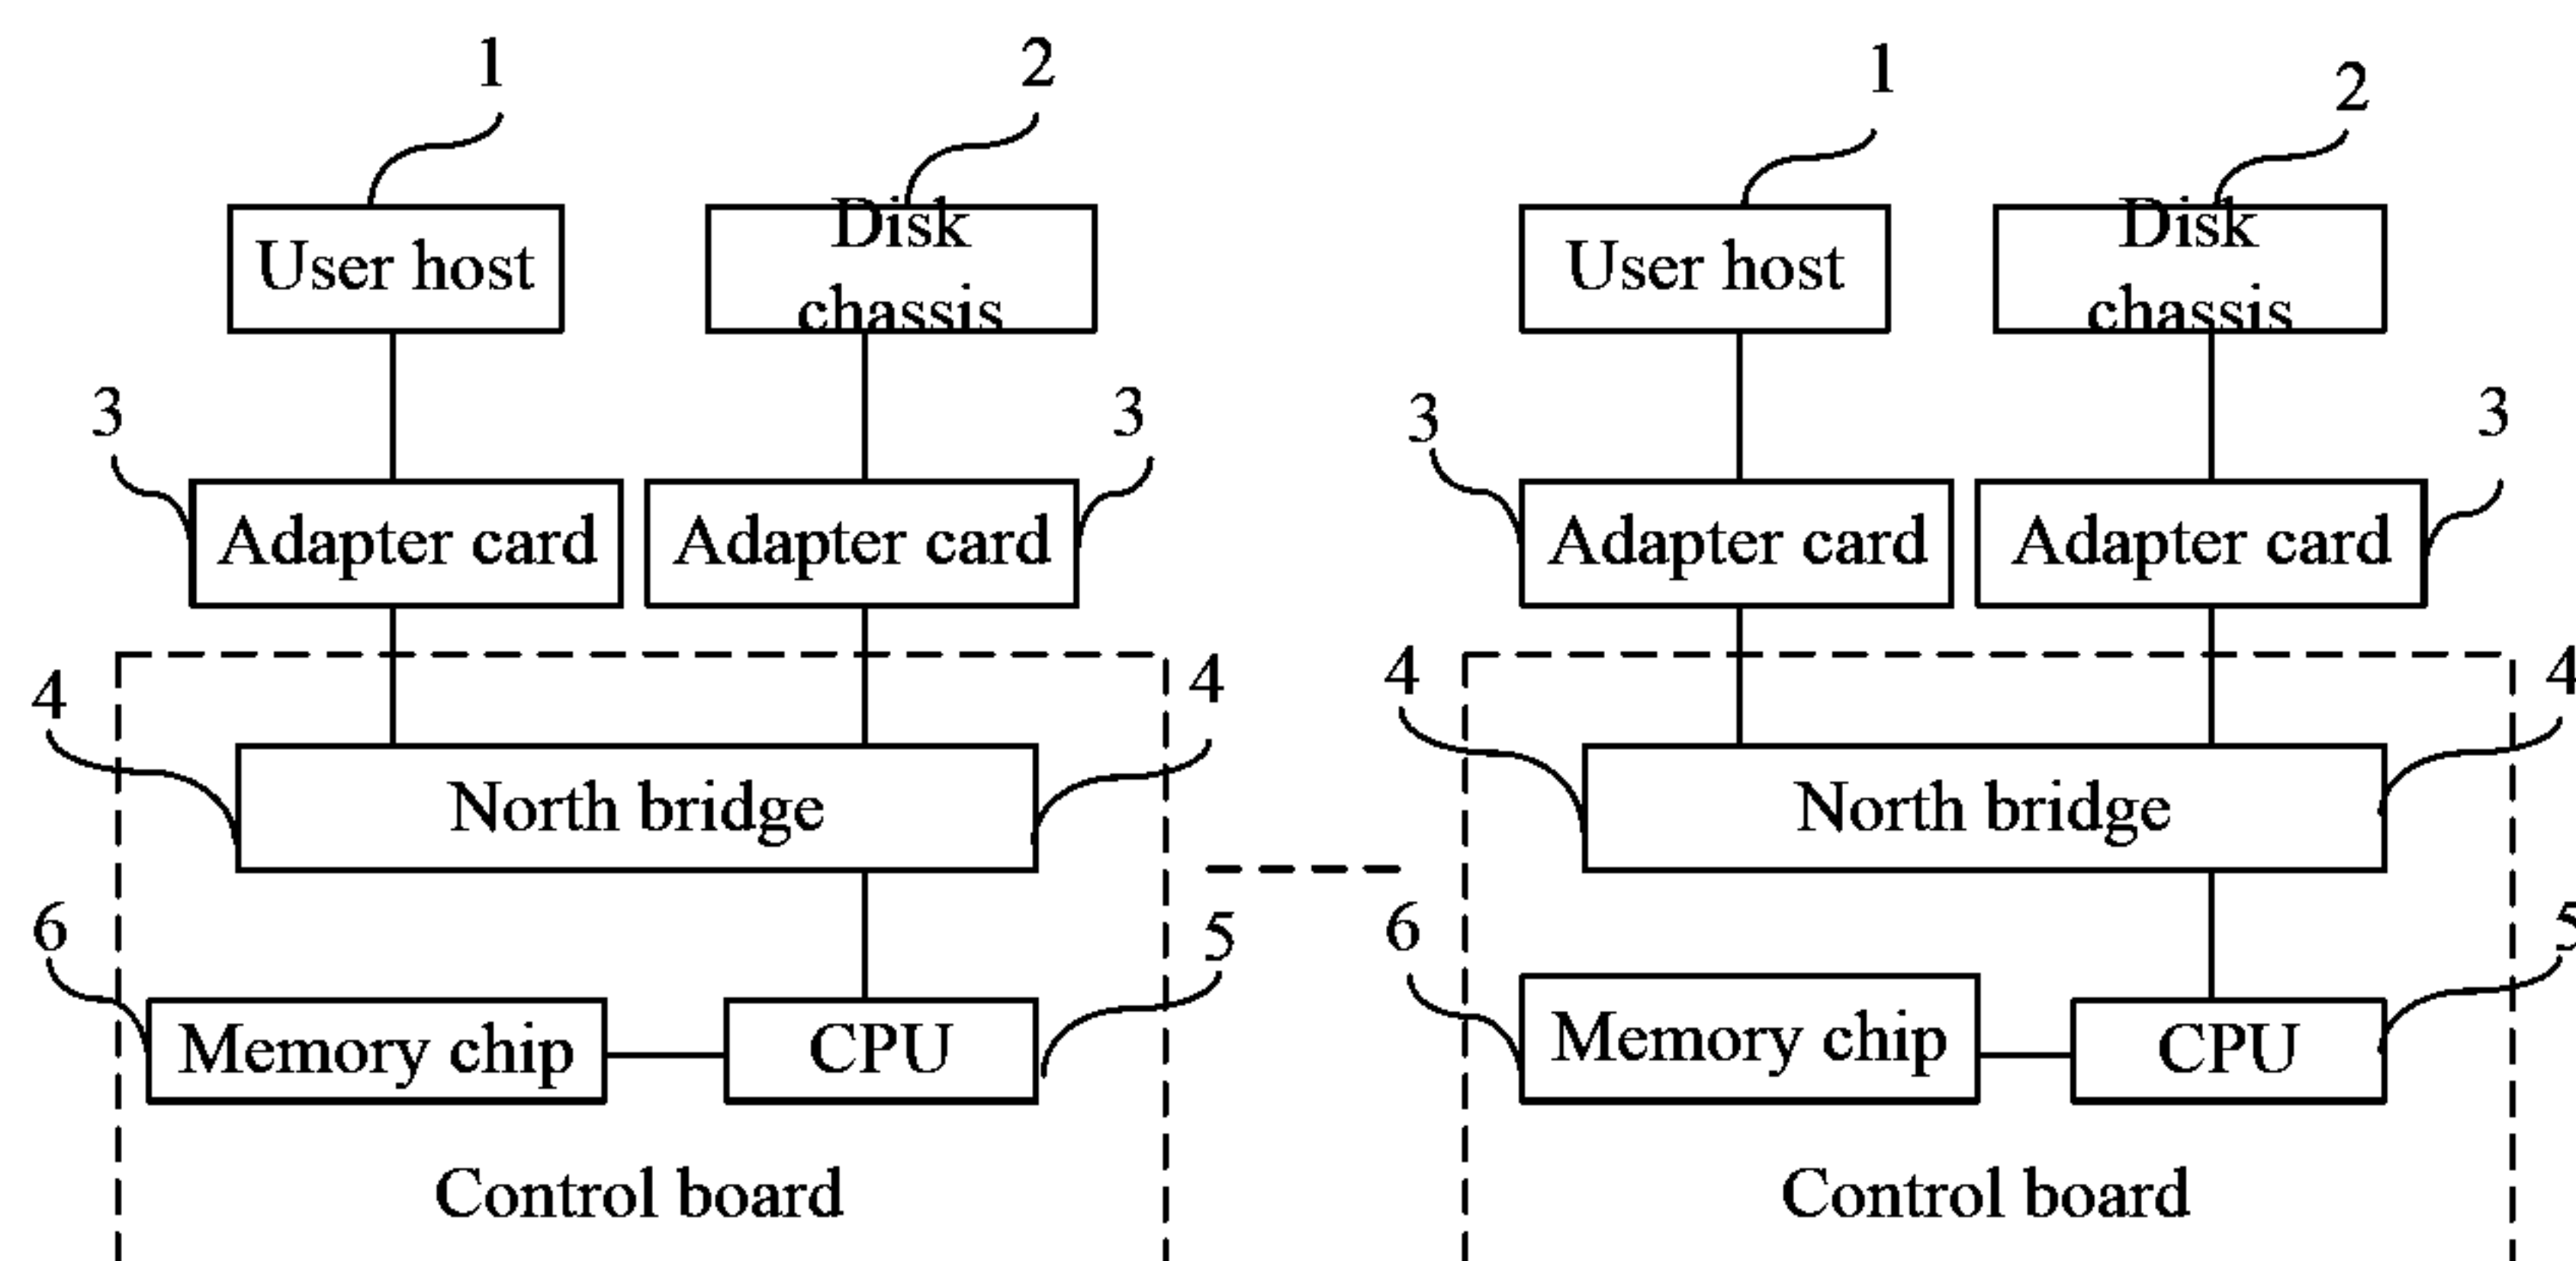 1 2 1 2
User host Disk chassis User host Disk chassis
3 3 3 3
Adapter card Adapter card Adapter card Adapter card
4 4 4 4
North bridge North bridge
6 5 6 5
Memory chip CPU Memory chip CPU
Control board Control board